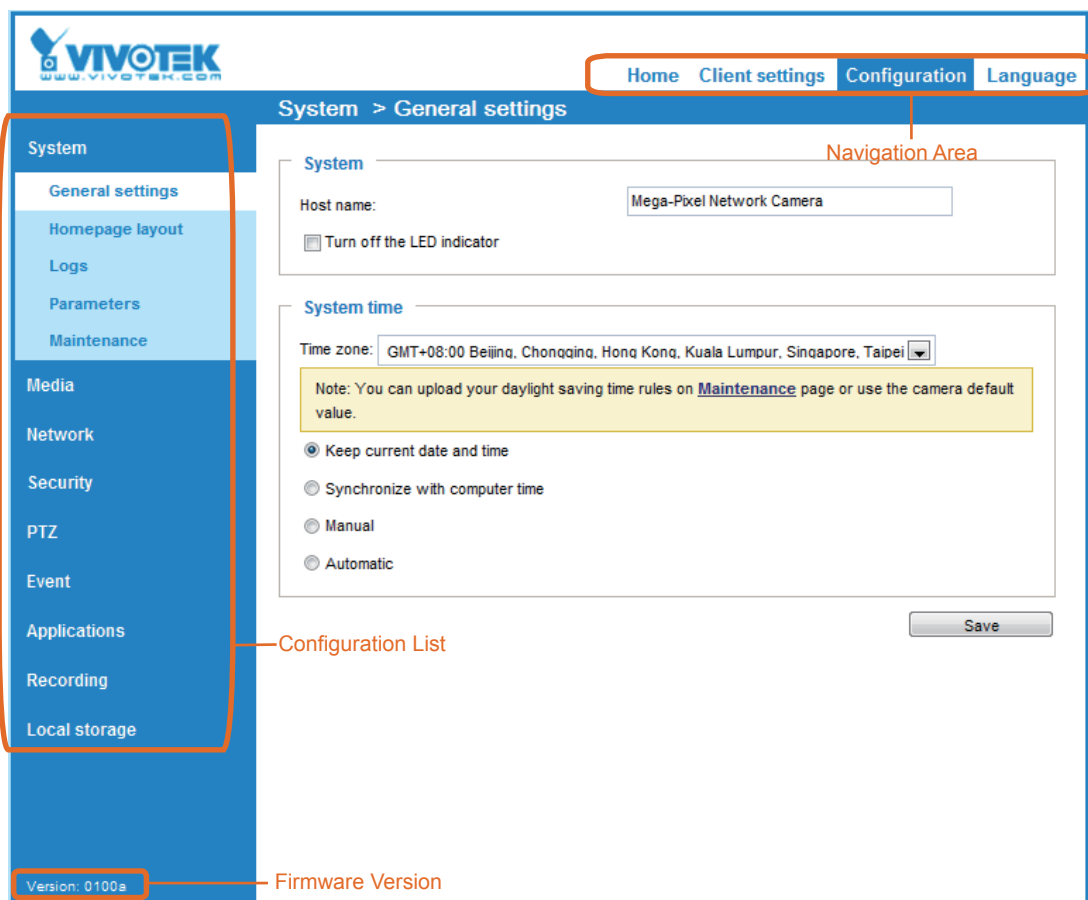 VIVOTEK
www.vivotek.com
Home Client settings Configuration Language
System > General settings
Navigation Area
System
General settings
Homepage layout
Logs
Parameters
Maintenance
Media
Network
Security
PTZ
Event
Applications
Recording
Local storage
Configuration List
Version: 0100a
Firmware Version
System
Host name: Mega-Pixel Network Camera
Turn off the LED indicator
System time
Time zone: GMT+08:00 Beijing, Chongqing, Hong Kong, Kuala Lumpur, Singapore, Taipei
Note: You can upload your daylight saving time rules on Maintenance page or use the camera default
value.
Keep current date and time
Synchronize with computer time
Manual
Automatic
Save